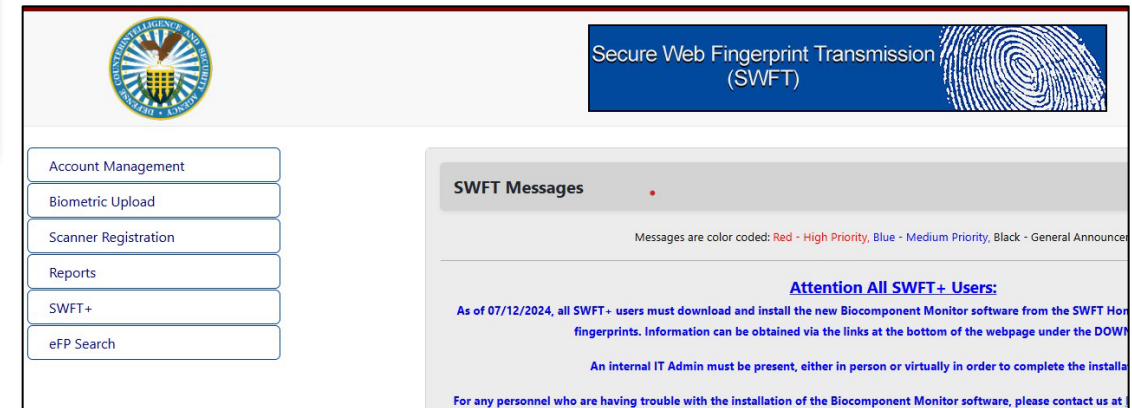 DEFENSE COUNTERINTELLIGENCE AND SECURITY AGENCY
Secure Web Fingerprint Transmission
(SWFT)
Account Management
Biometric Upload
Scanner Registration
Reports
SWFT+
eFP Search
SWFT Messages
Messages are color coded: Red - High Priority, Blue - Medium Priority, Black - General
Attention All SWFT+ Users:
As of 07/12/2024, all SWFT+ users must download and install the new Biocomponent Monitor software from the SWFT
fingerprints. Information can be obtained via the links at the bottom of the webpage under the
An internal IT Admin must be present, either in person or virtually in order to complete the
For any personnel who are having trouble with the installation of the Biocomponent Monitor software, please contact us at